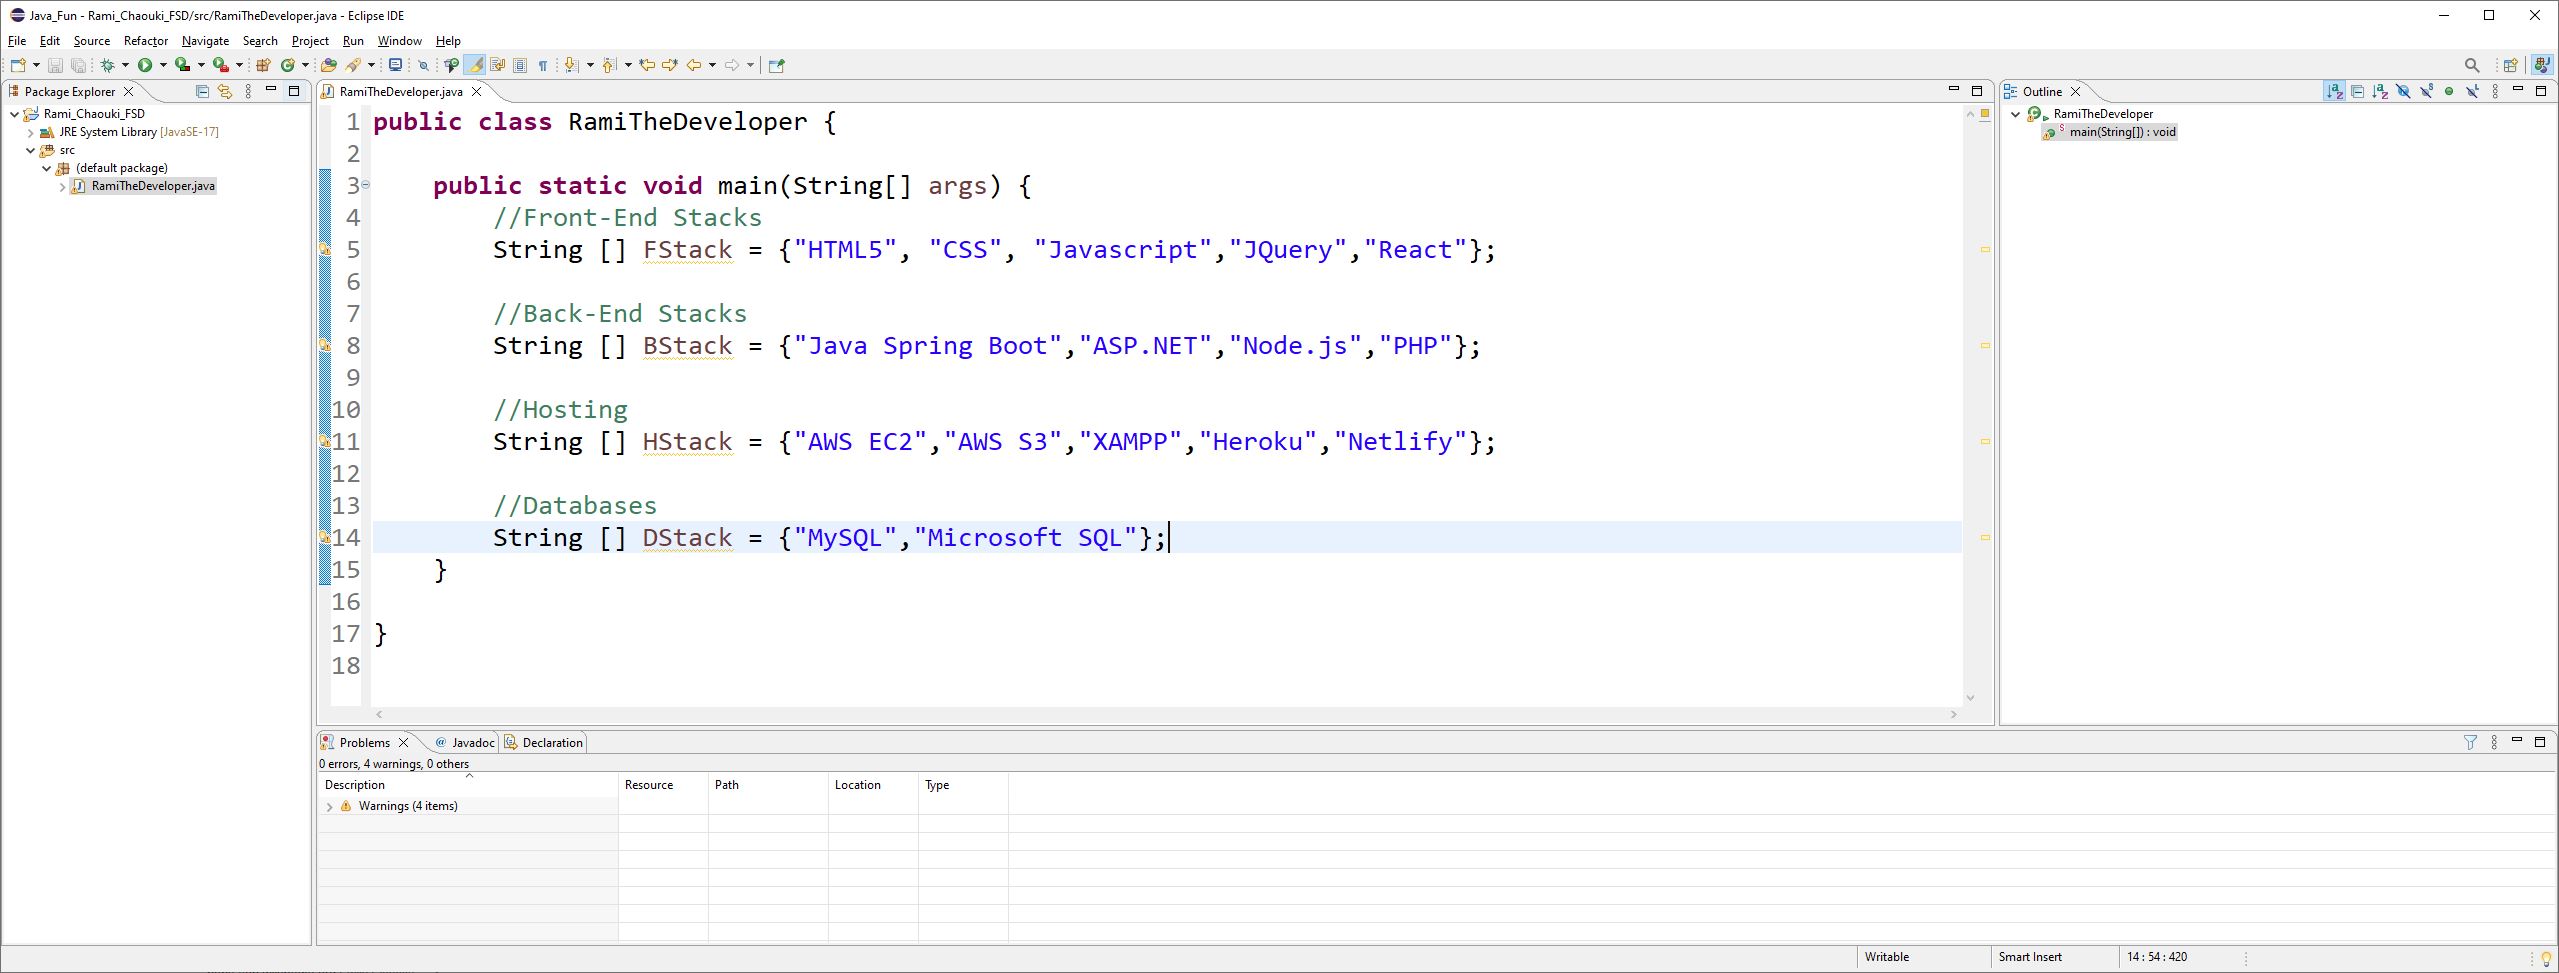 Java_Fun - Rami_Chaouki_FSD/src/RamiTheDeveloper.java - Eclipse IDE
File Edit Source Refactor Navigate Search Project Run Window Help
Package Explorer
Rami_Chaouki_FSD
JRE System Library [JavaSE-17]
src
(default package)
RamiTheDeveloper.java
RamiTheDeveloper.java
1 public class RamiTheDeveloper {
2
3 public static void main(String[] args) {
4 //Front-End Stacks
5 String [] FStack = {"HTML5", "CSS", "Javascript","JQuery","React"};
6
7 //Back-End Stacks
8 String [] BStack = {"Java Spring Boot","ASP.NET","Node.js","PHP"};
9
10 //Hosting
11 String [] HStack = {"AWS EC2","AWS S3","XAMPP","Heroku","Netlify"};
12
13 //Databases
14 String [] DStack = {"MySQL","Microsoft SQL"};
15 }
16
17 }
18
Outline
RamiTheDeveloper
main(String[]) : void
Problems @ Javadoc Declaration
0 errors, 4 warnings, 0 others
Description Resource Path Location Type
Warnings (4 items)
Writable Smart Insert 14 : 54 : 420